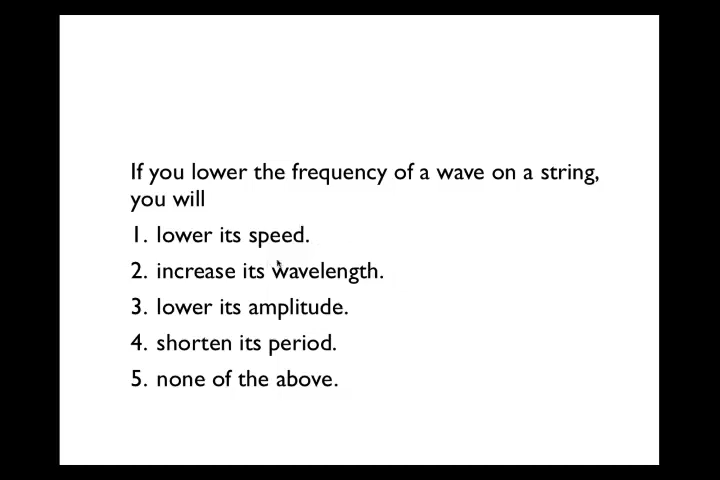 If you lower the frequency of a wave on a string,
you will
1. lower its speed.
2. increase its wavelength.
3. lower its amplitude.
4. shorten its period.
5. none of the above.